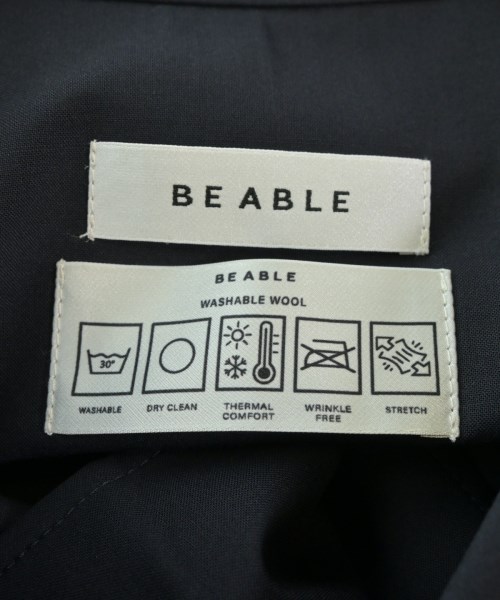 BE ABLE
BE ABLE
WASHABLE WOOL
30°
WASHABLE
DRY CLEAN
THERMAL
COMFORT
WRINKLE
FREE
STRETCH